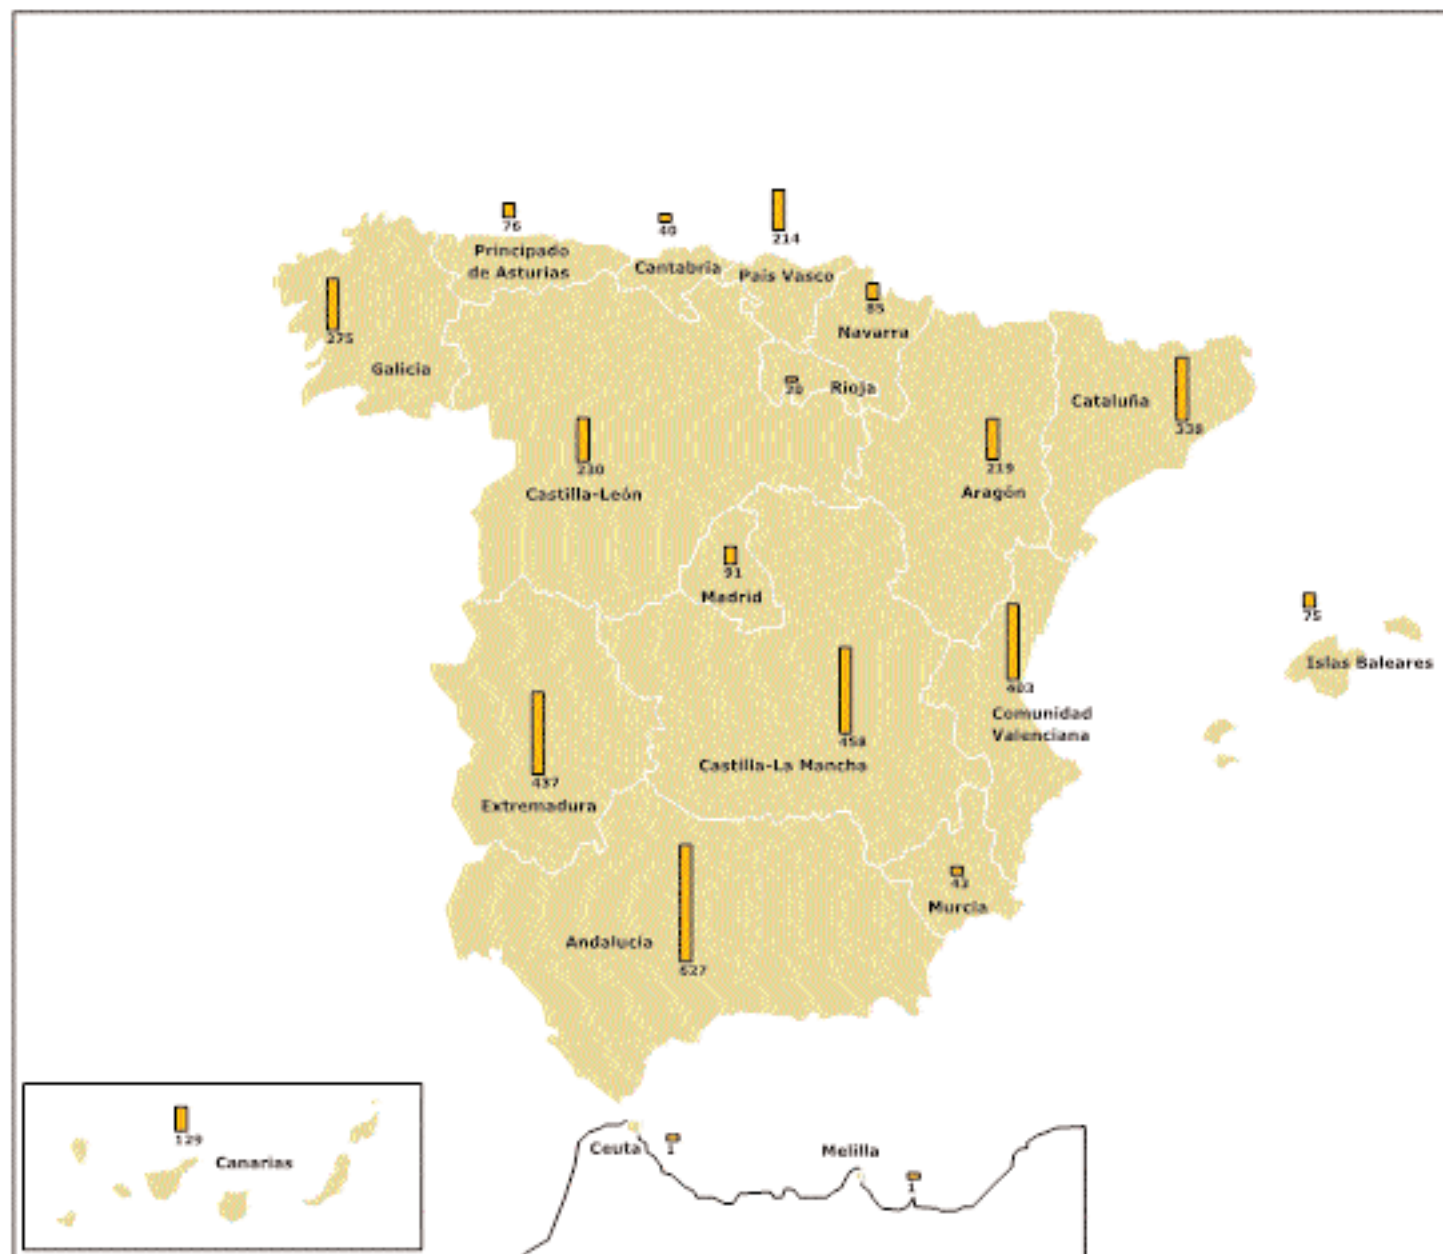 76
40
214
Principado
de Asturias
Cantabria
País Vasco
85
Navarra
275
Galicia
20
Rioja
Cataluña
338
230
Castilla-León
219
Aragón
91
Madrid
75
Islas Baleares
403
Comunidad
Valenciana
458
Castilla-La Mancha
437
Extremadura
43
Murcia
Andalucía
627
129
Canarias
Ceuta
1
Melilla
1